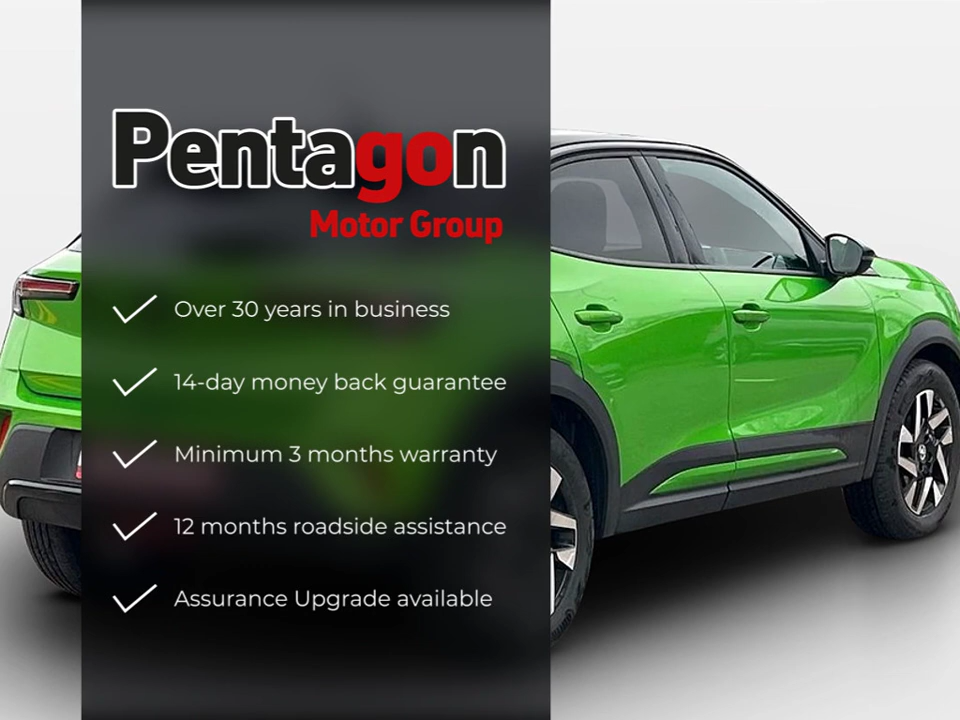 Pentagon
Motor Group
Over 30 years in business
14-day money back guarantee
Minimum 3 months warranty
12 months roadside assistance
Assurance Upgrade available